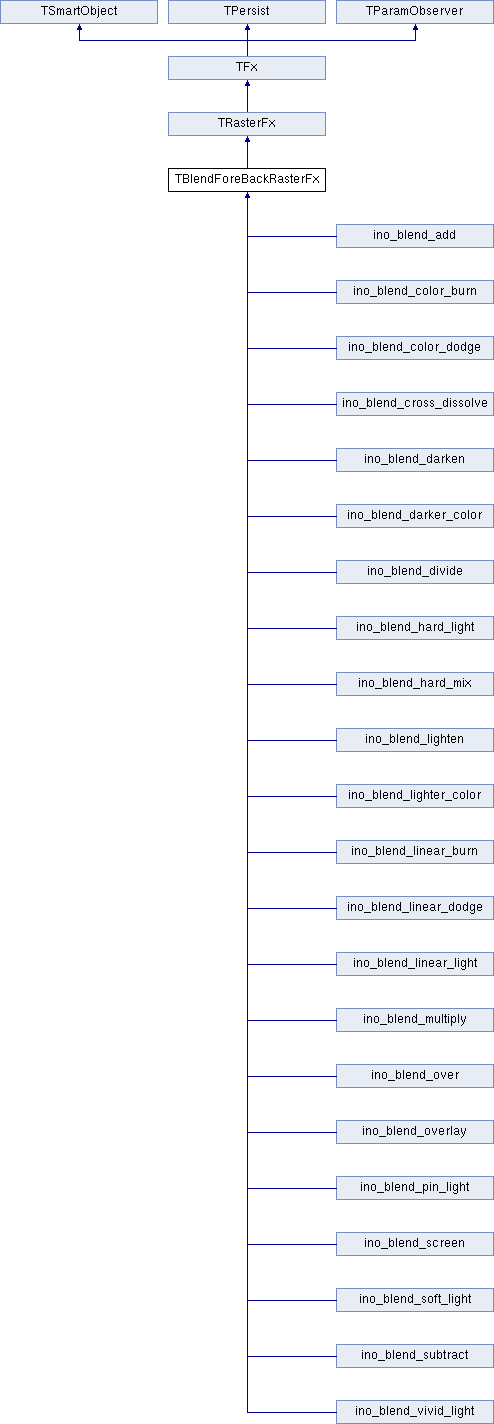 TSmartObject
TPersist
TParamObserver
TFx
TRasterFx
TBlendForeBackRasterFx
ino_blend_add
ino_blend_color_burn
ino_blend_color_dodge
ino_blend_cross_dissolve
ino_blend_darken
ino_blend_darker_color
ino_blend_divide
ino_blend_hard_light
ino_blend_hard_mix
ino_blend_lighten
ino_blend_lighter_color
ino_blend_linear_burn
ino_blend_linear_dodge
ino_blend_linear_light
ino_blend_multiply
ino_blend_over
ino_blend_overlay
ino_blend_pin_light
ino_blend_screen
ino_blend_soft_light
ino_blend_subtract
ino_blend_vivid_light